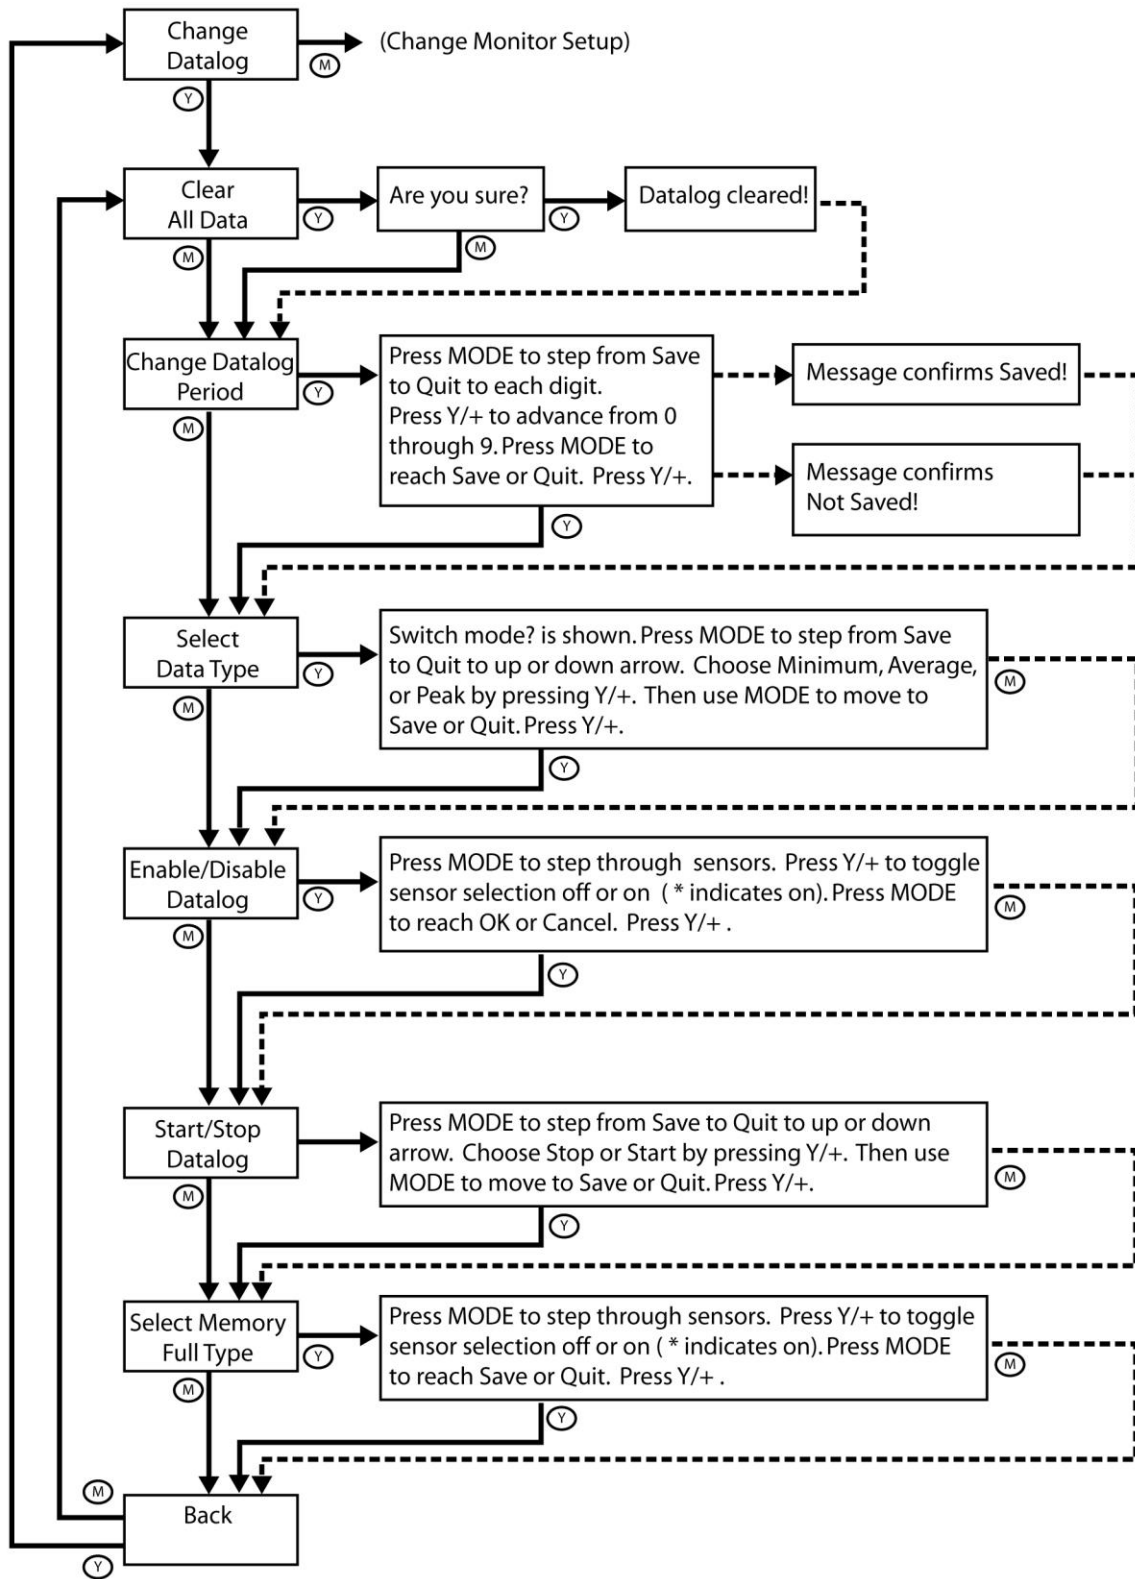 Change
Datalog
(Change Monitor Setup)
M
Y
Clear
All Data
Y
Are you sure?
Y
Datalog cleared!
M
M
Change Datalog
Period
Y
M
Press MODE to step from Save
to Quit to each digit.
Press Y/+ to advance from 0
through 9. Press MODE to
reach Save or Quit. Press Y/+.
Message confirms Saved!
Message confirms
Not Saved!
Y
Select
Data Type
Y
M
Switch mode? is shown. Press MODE to step from Save
to Quit to up or down arrow. Choose Minimum, Average,
or Peak by pressing Y/+. Then use MODE to move to
Save or Quit. Press Y/+.
M
Y
Enable/Disable
Datalog
Y
M
Press MODE to step through sensors. Press Y/+ to toggle
sensor selection off or on ( * indicates on). Press MODE
to reach OK or Cancel. Press Y/+ .
M
Y
Start/Stop
Datalog
M
Press MODE to step from Save to Quit to up or down
arrow. Choose Stop or Start by pressing Y/+. Then use
MODE to move to Save or Quit. Press Y/+.
M
Y
Select Memory
Full Type
Y
M
Press MODE to step through sensors. Press Y/+ to toggle
sensor selection off or on ( * indicates on). Press MODE
to reach Save or Quit. Press Y/+ .
M
Y
M
Back
Y